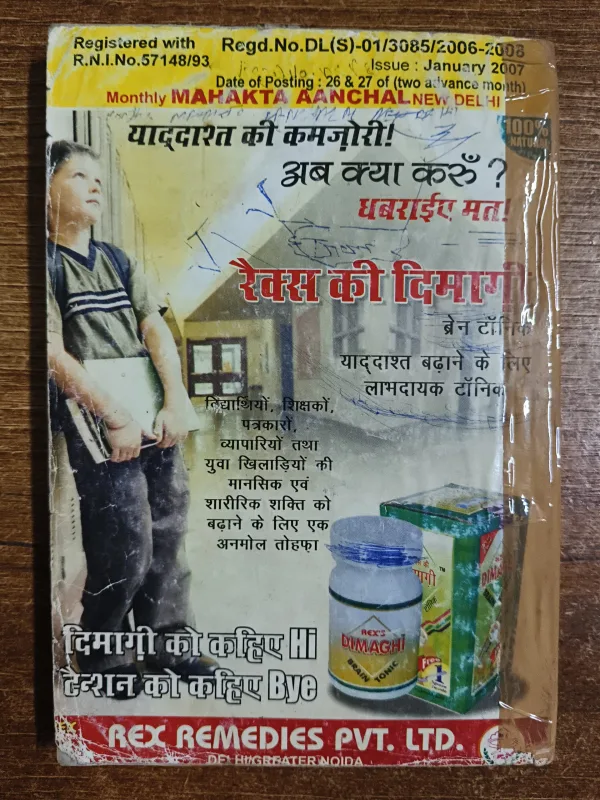 Registered with Regd.No.DL(S)-01/3085/2006-2008
R.N.I.No.57148/93 Issue : January 2007
Date of Posting : 26 & 27 of (two advance month)
Monthly MAHAKTA AANCHAL NEW DELHI
100%
NATURAL
याद्दाश्त की कमज़ोरी!
अब क्या करुँ ?
घबराईए मत!
रैक्स की दिमागी
ब्रेन टॉनिक
याद्दाश्त बढ़ाने के लिए
लाभदायक टॉनिक
विद्यार्थियों, शिक्षकों,
पत्रकारों,
व्यापारियों तथा
युवा खिलाड़ियों की
मानसिक एवं
शारीरिक शक्ति को
बढ़ाने के लिए एक
अनमोल तोहफ़ा
REX'S
DIMAGHI
BRAIN TONIC
दिमागी को कहिए Hi
टैन्शन को कहिए Bye
REX REMEDIES PVT. LTD.
DELHI/GREATER NOIDA